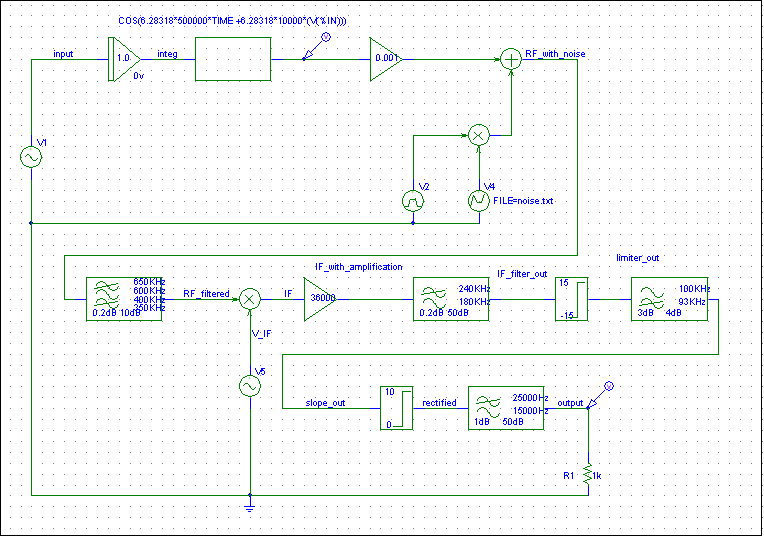 COS(6.28318*500000*TIME +6.28318*10000*(V(%IN)))
V
input
1.0
0v
integ
0.001
RF_with_noise
V1
V2
V4
FILE=noise.txt
IF_with_amplification
IF_filter_out
limiter_out
650KHz
600KHz
400KHz
350KHz
0.2dB 10dB
RF_filtered
IF
36000
240KHz
180KHz
0.2dB 50dB
15
-15
100KHz
93KHz
3dB 4dB
V_IF
V5
slope_out
10
0
rectified
25000Hz
15000Hz
1dB 50dB
output
V
R1
1k